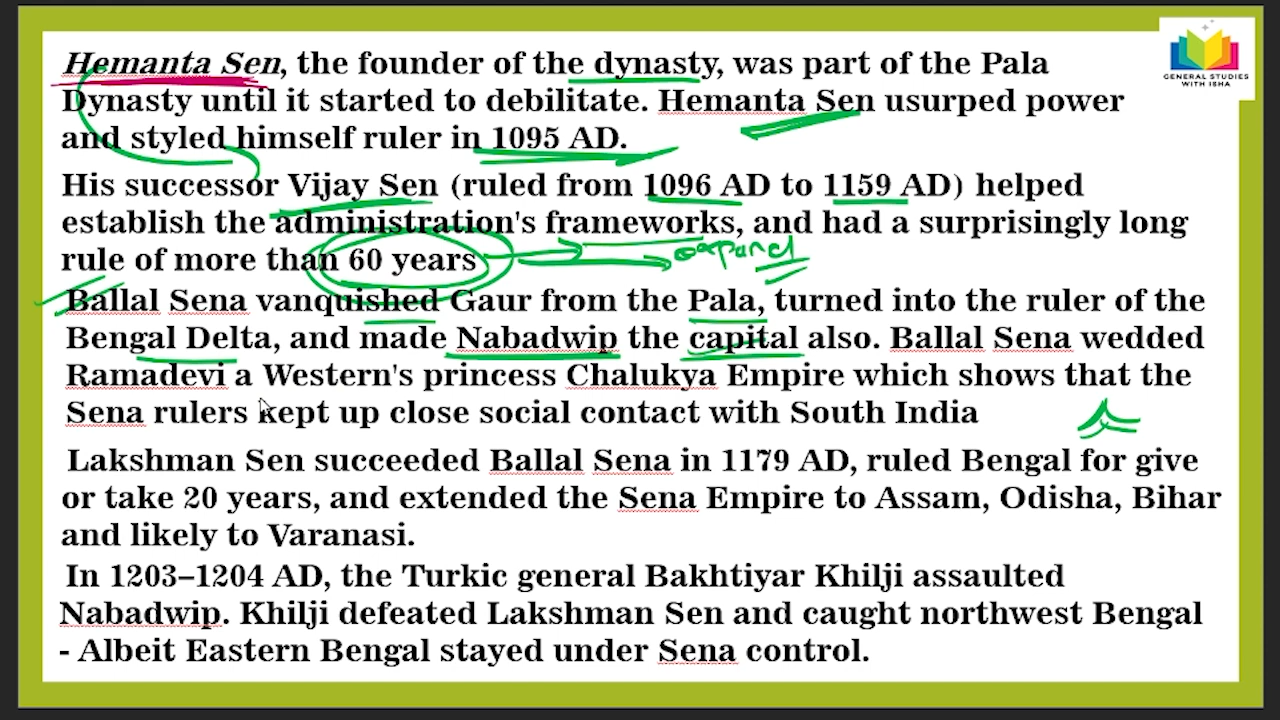 GENERAL STUDIES
WITH ISHA
Hemanta Sen, the founder of the dynasty, was part of the Pala
Dynasty until it started to debilitate. Hemanta Sen usurped power
and styled himself ruler in 1095 AD.
His successor Vijay Sen (ruled from 1096 AD to 1159 AD) helped
establish the administration's frameworks, and had a surprisingly long
rule of more than 60 years
expand
Ballal Sena vanquished Gaur from the Pala, turned into the ruler of the
Bengal Delta, and made Nabadwip the capital also. Ballal Sena wedded
Ramadevi a Western's princess Chalukya Empire which shows that the
Sena rulers kept up close social contact with South India
Lakshman Sen succeeded Ballal Sena in 1179 AD, ruled Bengal for give
or take 20 years, and extended the Sena Empire to Assam, Odisha, Bihar
and likely to Varanasi.
In 1203–1204 AD, the Turkic general Bakhtiyar Khilji assaulted
Nabadwip. Khilji defeated Lakshman Sen and caught northwest Bengal
- Albeit Eastern Bengal stayed under Sena control.